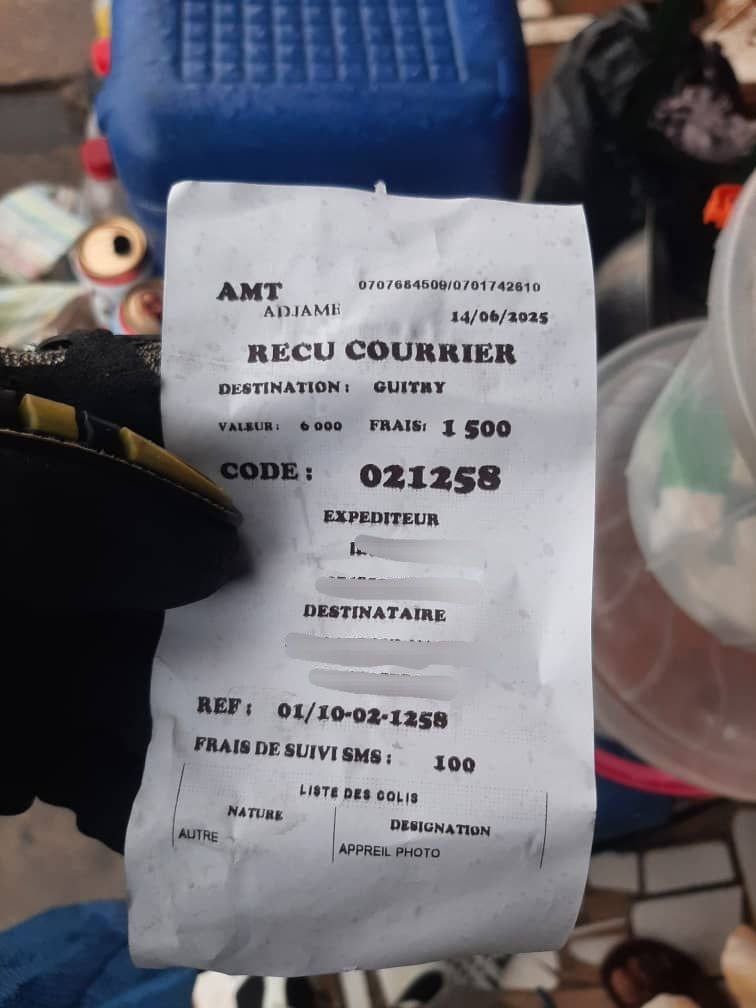 AMT 0707684509/0701742610
ADJAME 14/06/2025
RECU COURRIER
DESTINATION : GUITRY
VALEUR : 6 000 FRAIS: 1 500
CODE : 021258
EXPEDITEUR
DESTINATAIRE
REF : 01/10-02-1258
FRAIS DE SUIVI SMS : 100
LISTE DES COLIS
NATURE DESIGNATION
AUTRE APPREIL PHOTO